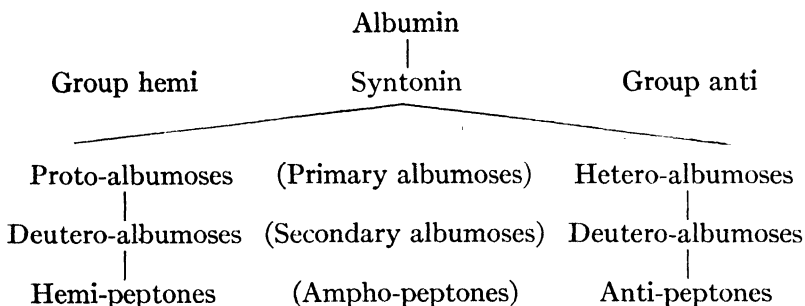 Albumin
Group hemi Syntonin Group anti
Proto-albumoses (Primary albumoses) Hetero-albumoses
Deutero-albumoses (Secondary albumoses) Deutero-albumoses
Hemi-peptones (Ampho-peptones) Anti-peptones